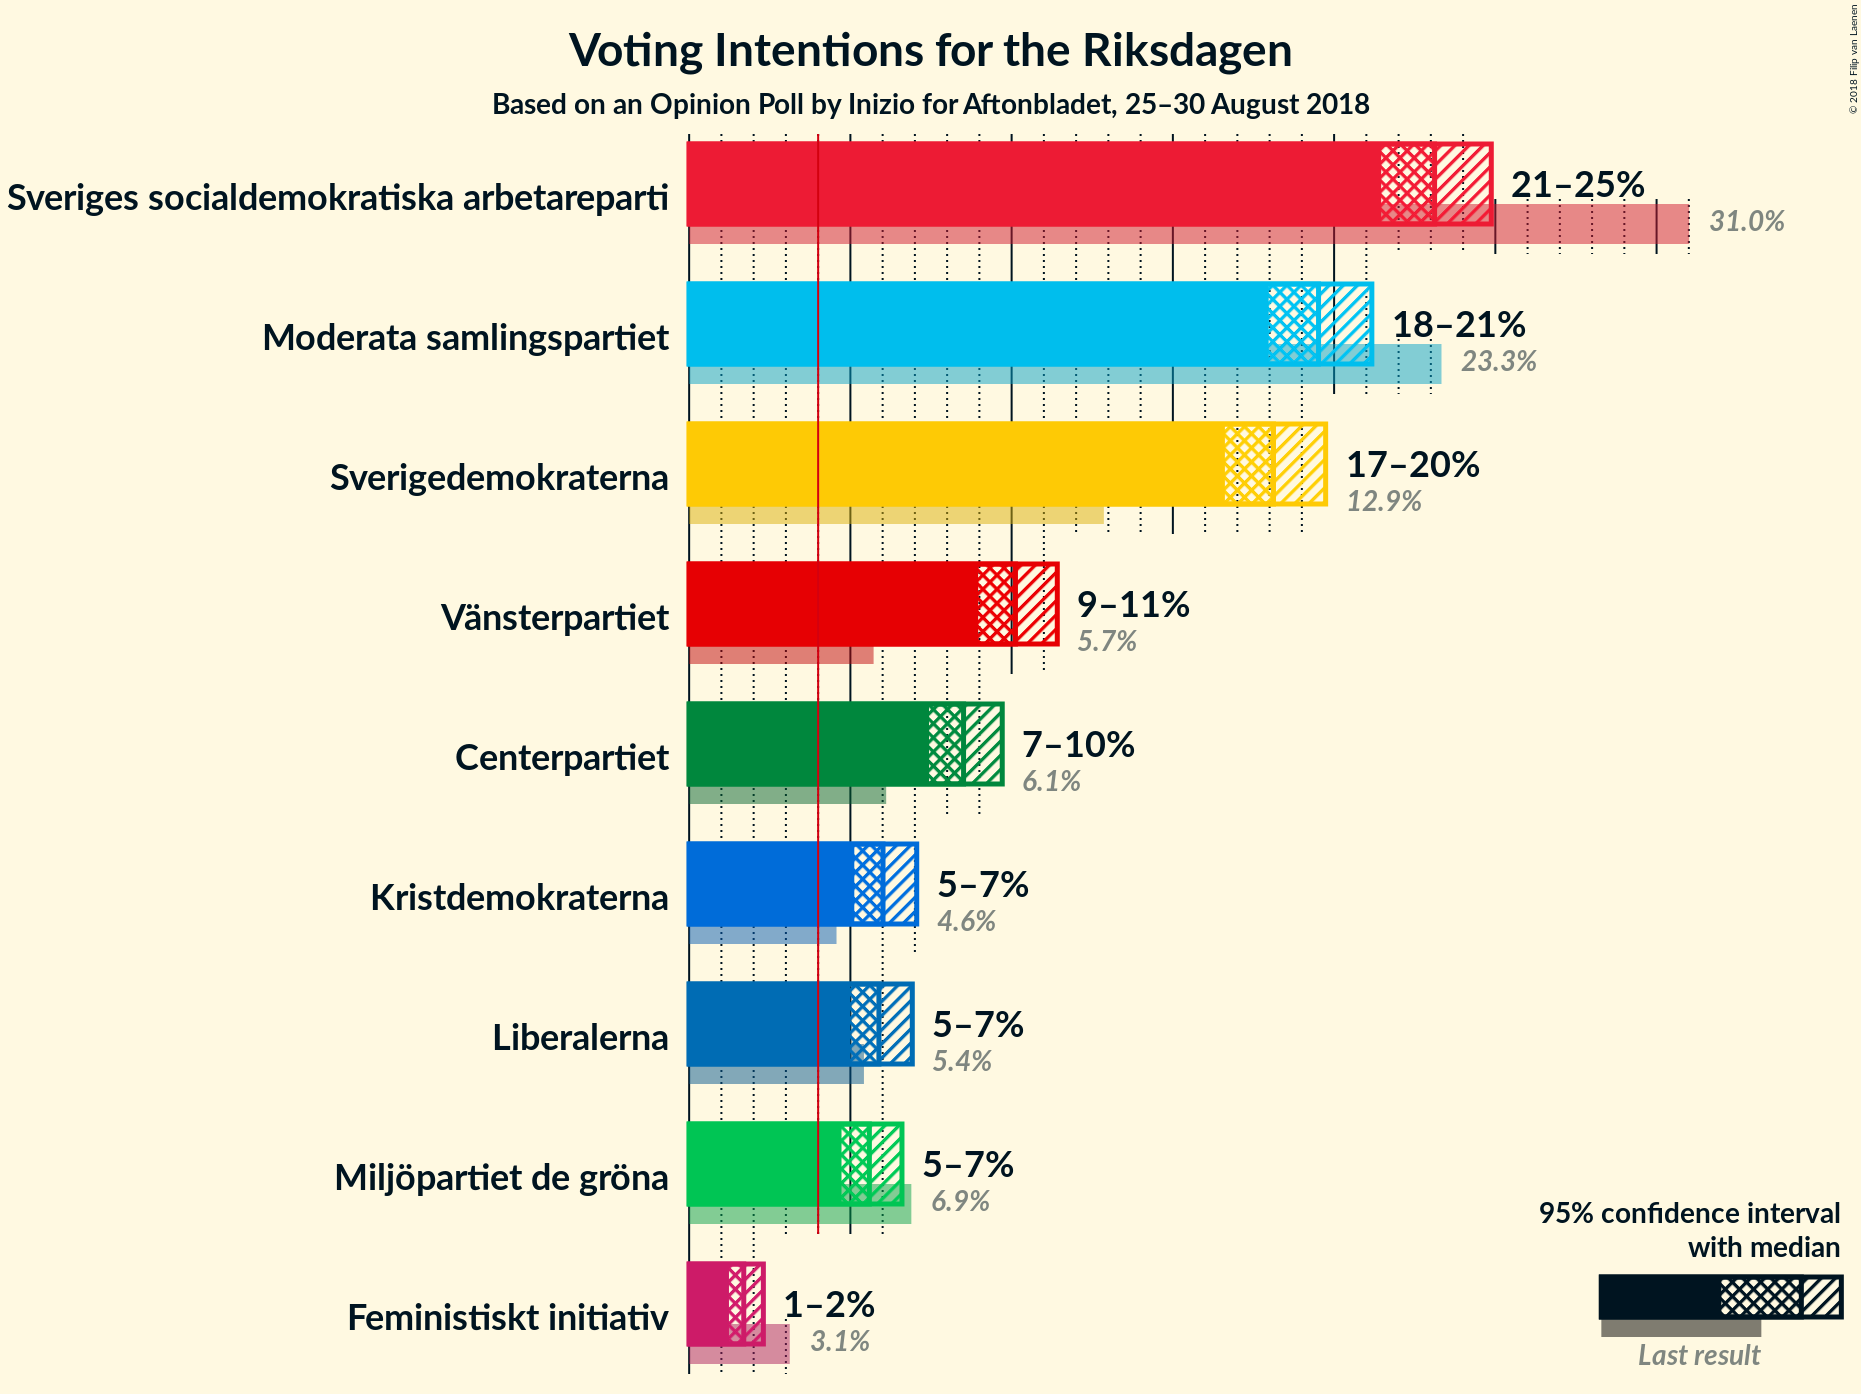 Voting Intentions for the Riksdagen
Based on an Opinion Poll by Inizio for Aftonbladet, 25–30 August 2018
© 2018 Filip van Laenen
Sveriges socialdemokratiska arbetareparti
21–25%
31.0%
Moderata samlingspartiet
18–21%
23.3%
Sverigedemokraterna
17–20%
12.9%
Vänsterpartiet
9–11%
5.7%
Centerpartiet
7–10%
6.1%
Kristdemokraterna
5–7%
4.6%
Liberalerna
5–7%
5.4%
Miljöpartiet de gröna
5–7%
6.9%
Feministiskt initiativ
1–2%
3.1%
95% confidence interval
with median
Last result